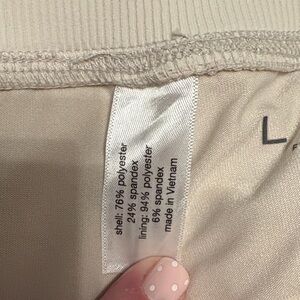 shell: 76% polyester
24% spandex
lining: 94% polyester
6% spandex
made in Vietnam
L
F